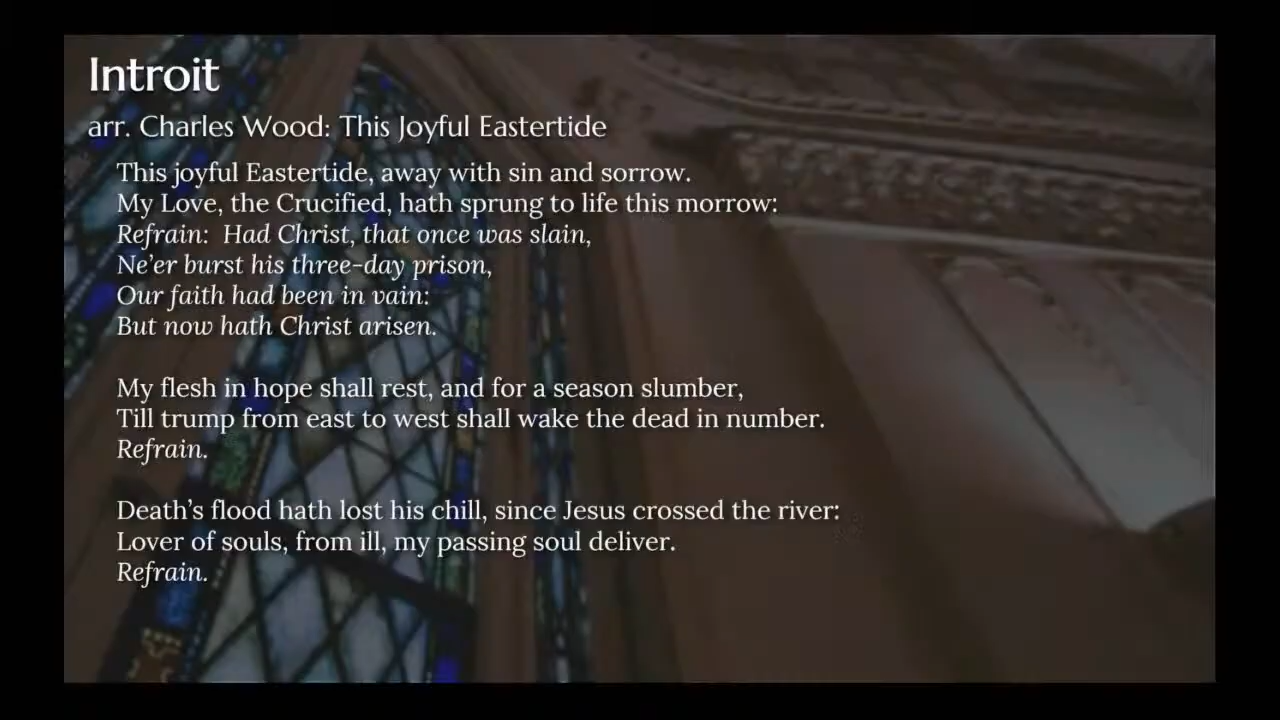 Introit
arr. Charles Wood: This Joyful Eastertide
This joyful Eastertide, away with sin and sorrow.
My Love, the Crucified, hath sprung to life this morrow:
Refrain:  Had Christ, that once was slain,
Ne’er burst his three-day prison,
Our faith had been in vain:
But now hath Christ arisen.
My flesh in hope shall rest, and for a season slumber,
Till trump from east to west shall wake the dead in number.
Refrain.
Death’s flood hath lost his chill, since Jesus crossed the river:
Lover of souls, from ill, my passing soul deliver.
Refrain.